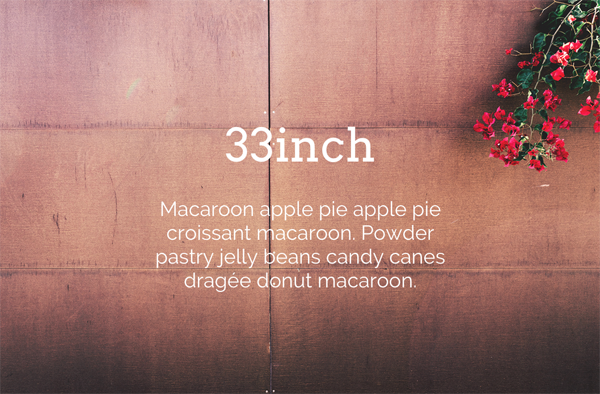 33inch
Macaroon apple pie apple pie
croissant macaroon. Powder
pastry jelly beans candy canes
dragée donut macaroon.